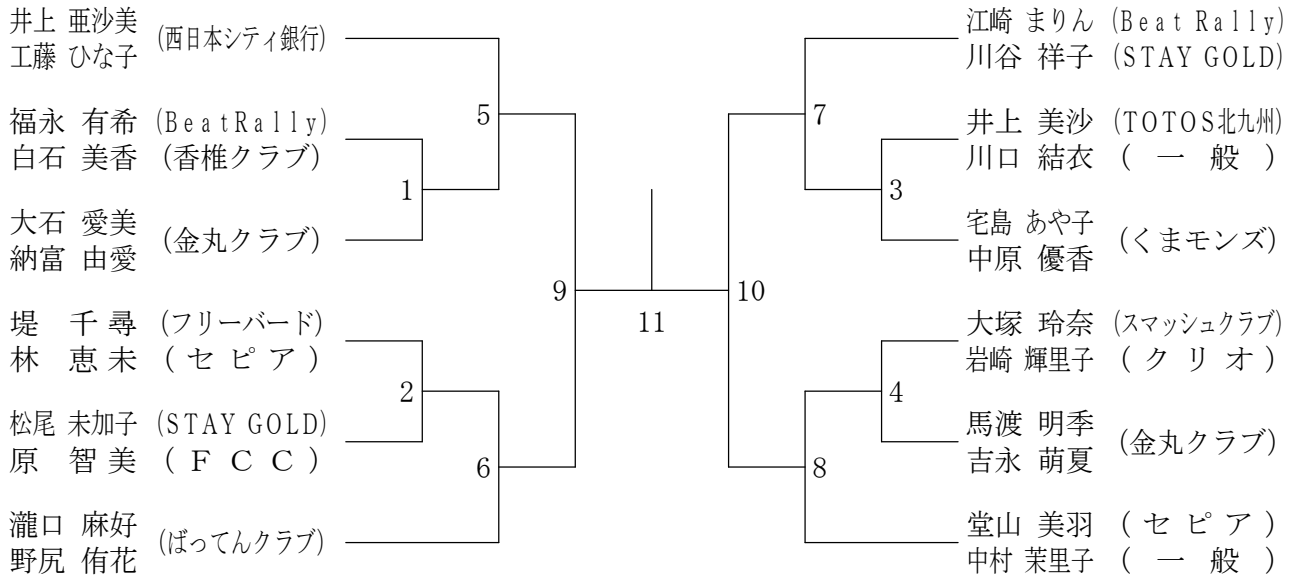 井上 亜沙美 (西日本シティ銀行)
工藤 ひな子
福永 有希 (BeatRally)
白石 美香 (香椎クラブ)
大石 愛美 (金丸クラブ)
納富 由愛
堤 千尋 (フリーバード)
林 恵未 (セピア)
松尾 未加子 (STAY GOLD)
原 智美 (FCC)
瀧口 麻好 (ばってんクラブ)
野尻 侑花
5
1
9
2
6
11
7
3
10
4
8
江崎 まりん (Beat Rally)
川谷 祥子 (STAY GOLD)
井上 美沙 (TOTOS北九州)
川口 結衣 (一般)
宅島 あや子 (くまモンズ)
中原 優香
大塚 玲奈 (スマッシュクラブ)
岩崎 輝里子 (クリオ)
馬渡 明季 (金丸クラブ)
吉永 萌夏
堂山 美羽 (セピア)
中村 茉里子 (一般)